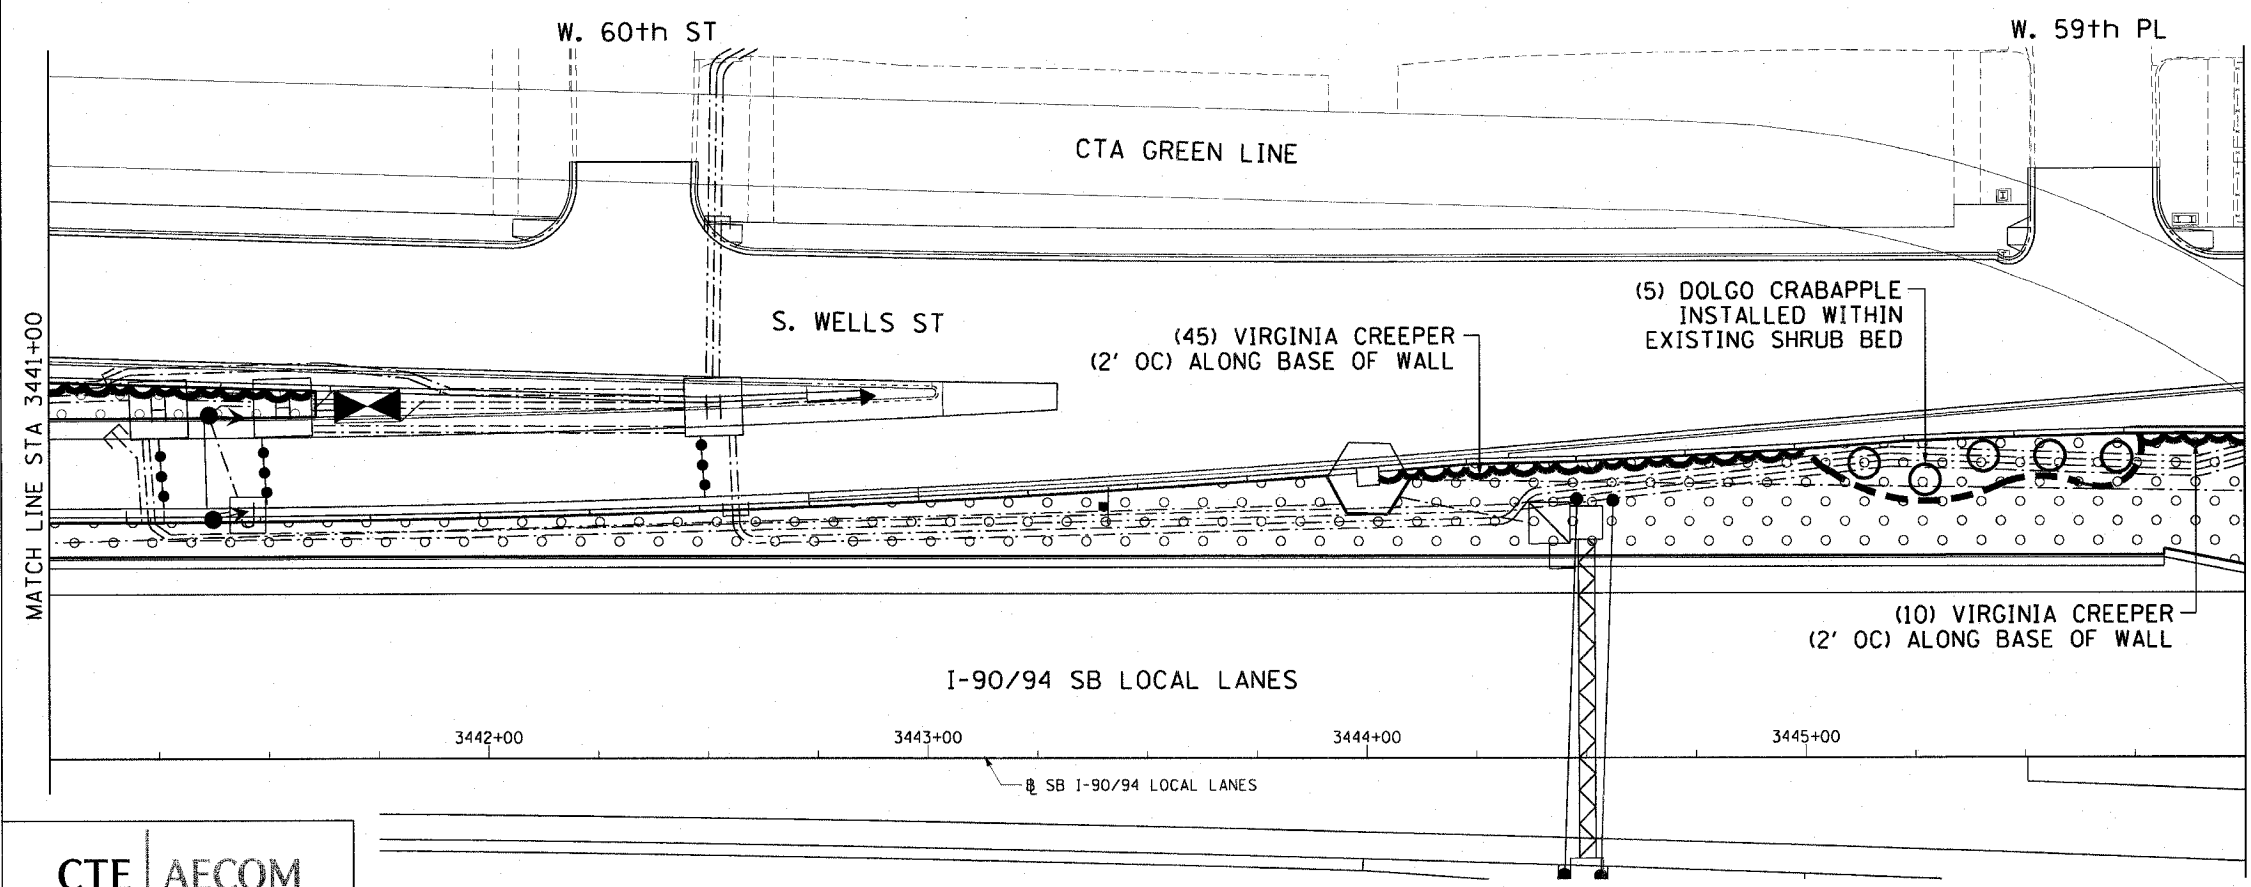 W. 60th ST
W. 59th PL
CTA GREEN LINE
MATCH LINE STA 3441+00
S. WELLS ST
(45) VIRGINIA CREEPER
(2' OC) ALONG BASE OF WALL
(5) DOLGO CRABAPPLE
INSTALLED WITHIN
EXISTING SHRUB BED
E
(10) VIRGINIA CREEPER
(2' OC) ALONG BASE OF WALL
I-90/94 SB LOCAL LANES
3442+00
3443+00
3444+00
3445+00
SB I-90/94 LOCAL LANES
CTE AECOM